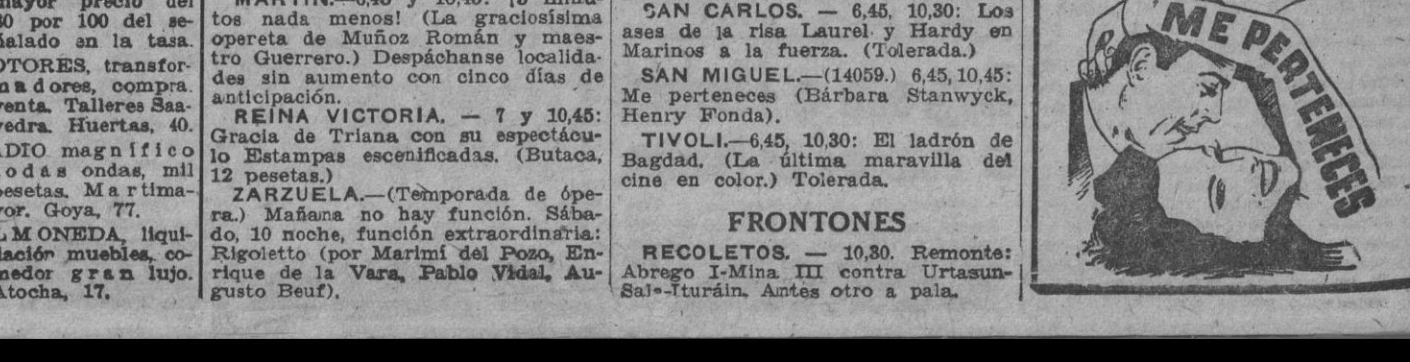 mayor precio del
80 por 100 del se-
ñalado en la tasa.
OTORES, transfor-
madores, compra.
venta. Talleres Saa-
vedra. Huertas, 40.
ADIO magnífico
todas ondas, mil
pesetas. Martima-
yor. Goya, 77.
LMONEDA, liqui-
dación muebles, co-
medor gran lujo.
Atocha, 17.
MARTIN.—6,45 y 10,45: ¡5 minu-
tos nada menos! (La graciosísima
opereta de Muñoz Román y maes-
tro Guerrero.) Despáchanse localida-
des sin aumento con cinco días de
anticipación.
REINA VICTORIA. — 7 y 10,45:
Gracia de Triana con su espectácu-
lo Estampas escenificadas. (Butaca,
12 pesetas.)
ZARZUELA.—(Temporada de ópe-
ra.) Mañana no hay función. Sába-
do, 10 noche, función extraordinaria:
Rigoletto (por Marimí del Pozo, En-
rique de la Vara, Pablo Vidal, Au-
gusto Beuf).
SAN CARLOS. — 6,45, 10,30: Los
ases de la risa Laurel y Hardy en
Marinos a la fuerza. (Tolerada.)
SAN MIGUEL.—(14059.) 6,45, 10,45:
Me perteneces (Bárbara Stanwyck,
Henry Fonda).
TIVOLI.—6,45, 10,30: El ladrón de
Bagdad. (La última maravilla del
cine en color.) Tolerada.
FRONTONES
RECOLETOS. — 10,30. Remonte:
Abrego I-Mina III contra Urtasun-
Ituráin. Antes otro a pala.
ME PERTENECES